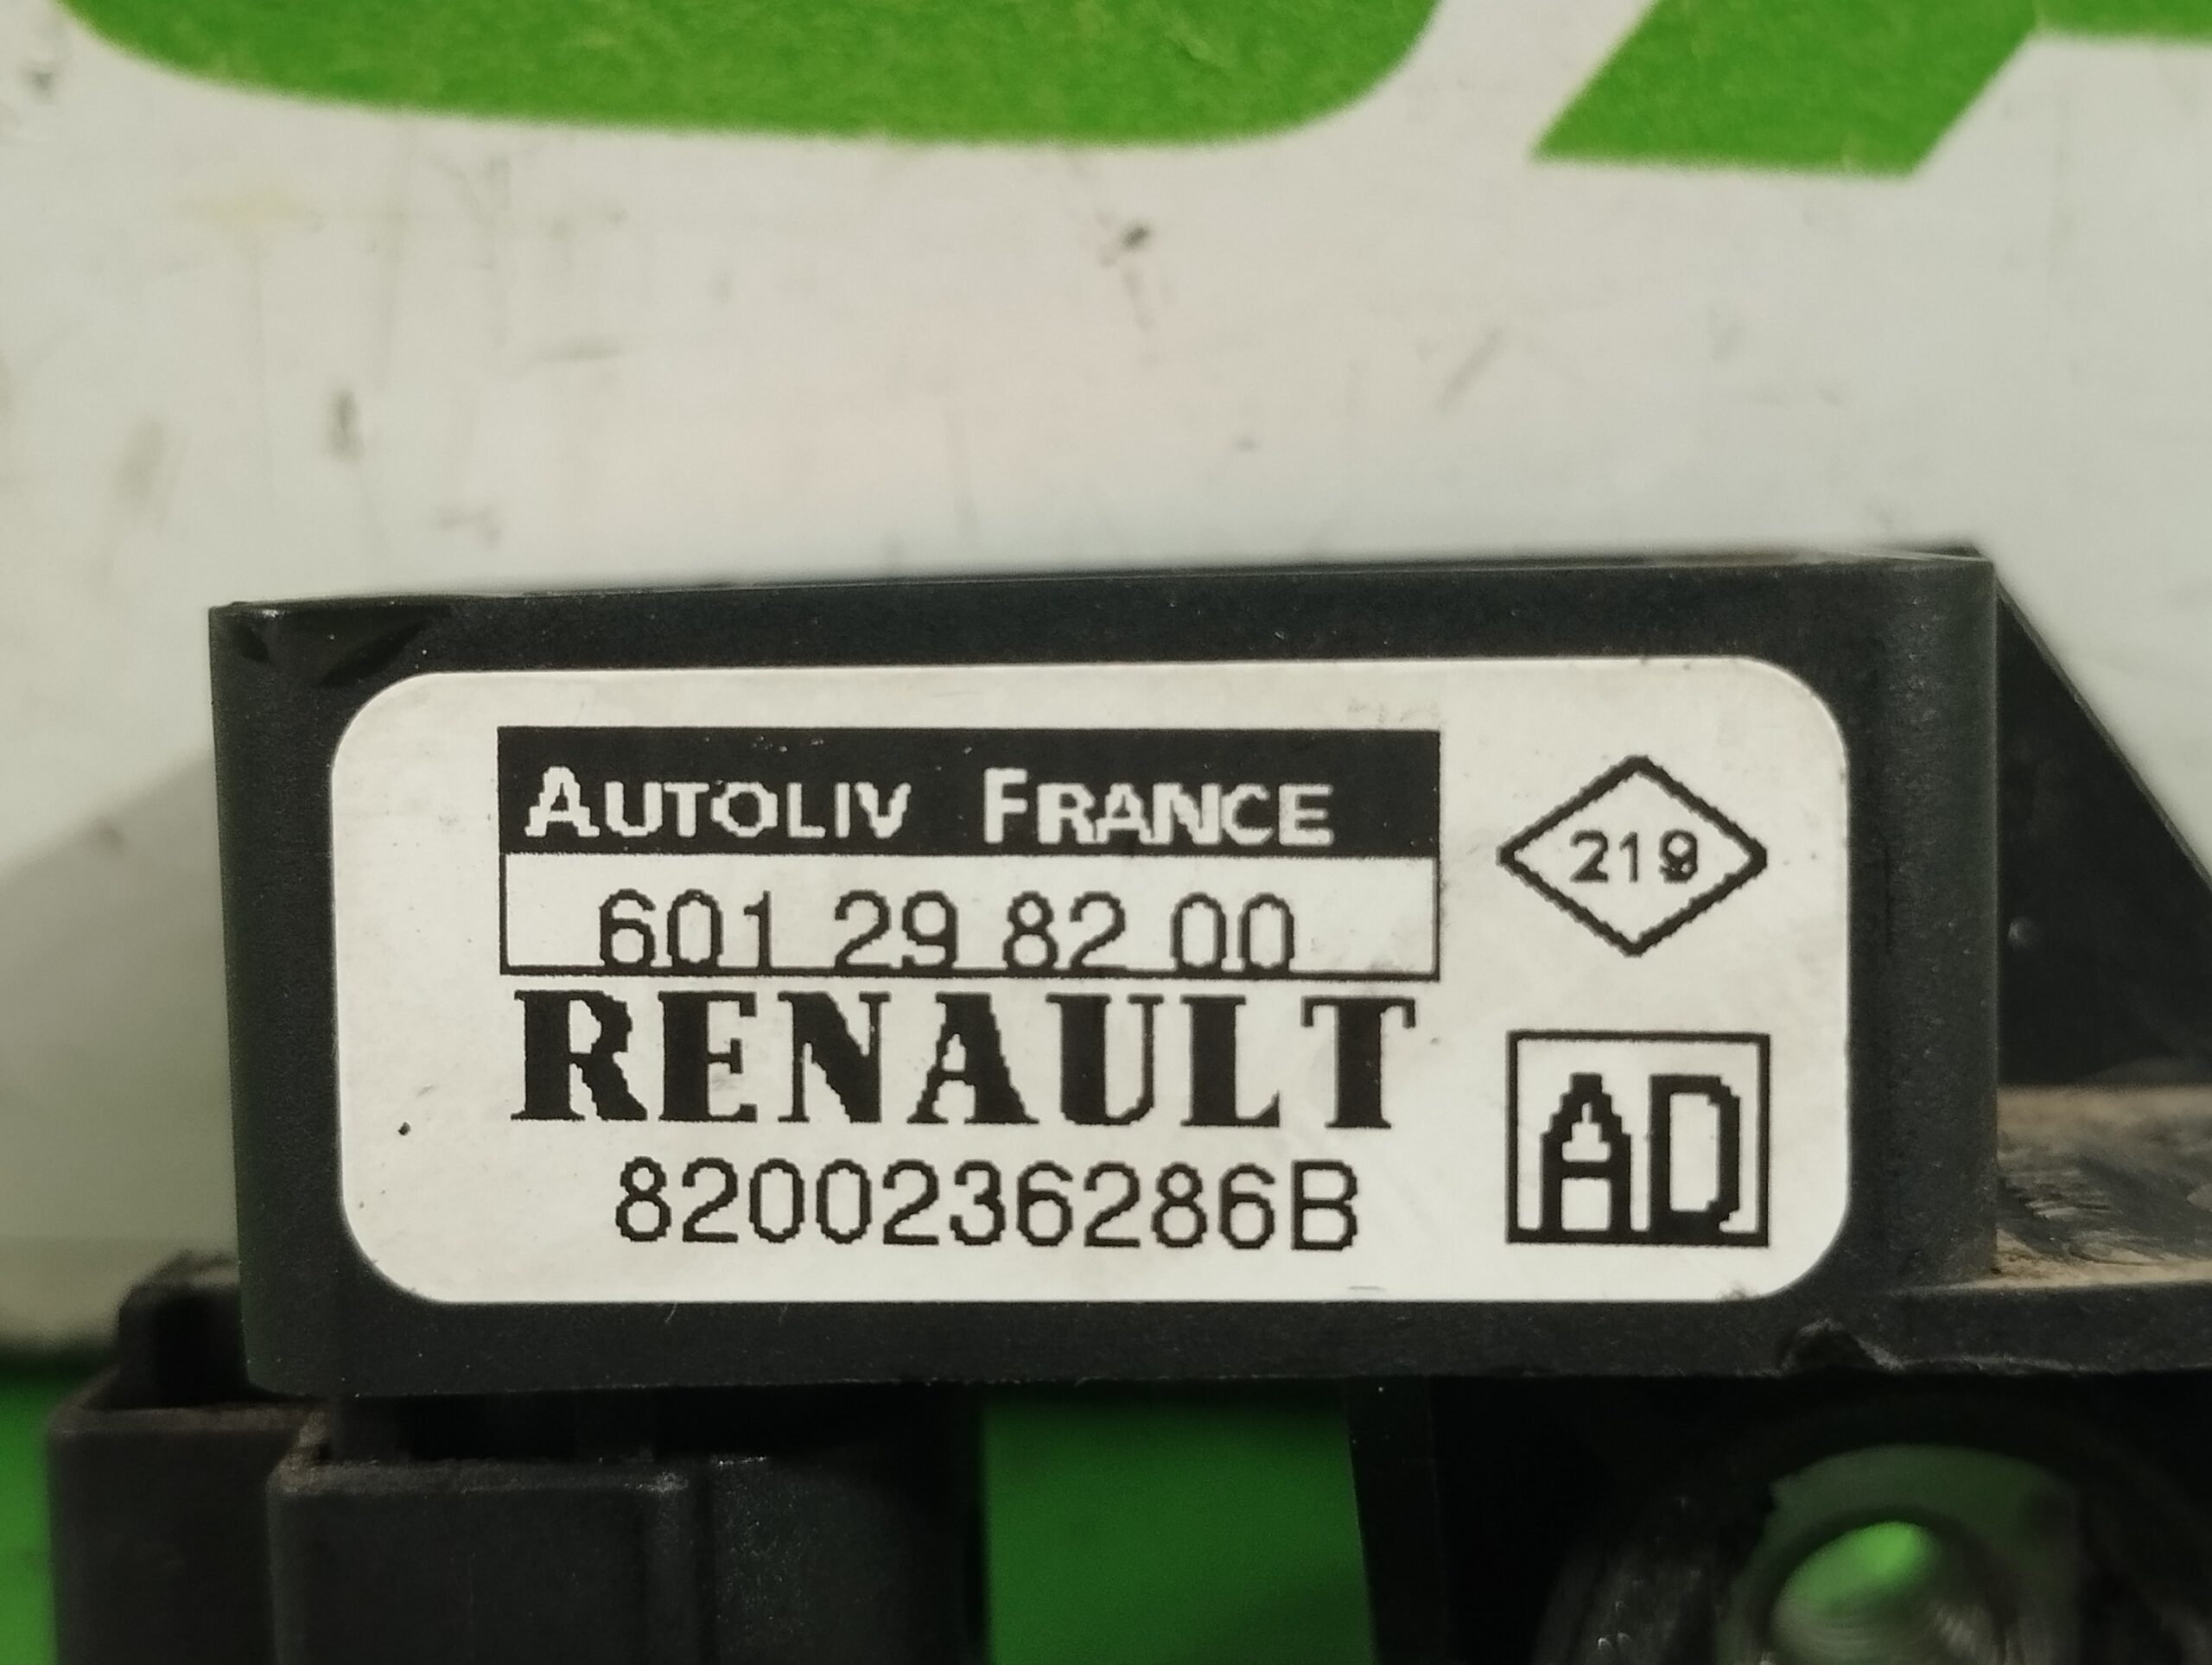 AUTOLIV FRANCE
601 29 82 00
RENAULT
8200236286B
219
AD